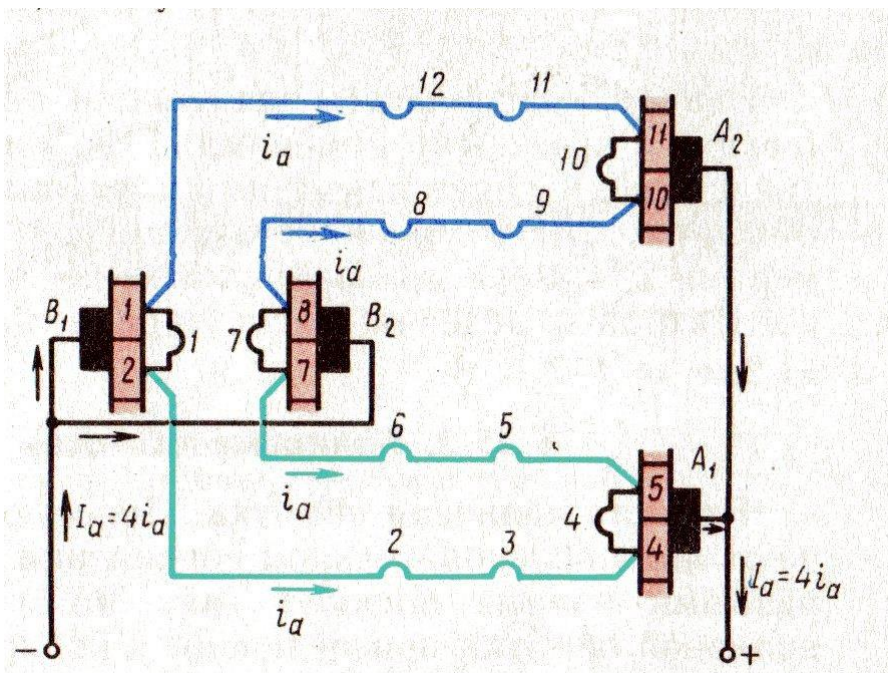 12 11
i_a
11 A₂
10
10
8 9
i_a
B₁ 1 1 7 8 B₂
2 7
6 5
i_a
5 A₁
4
4
I_a=4i_a
2 3
i_a
I_a=4i_a
− +